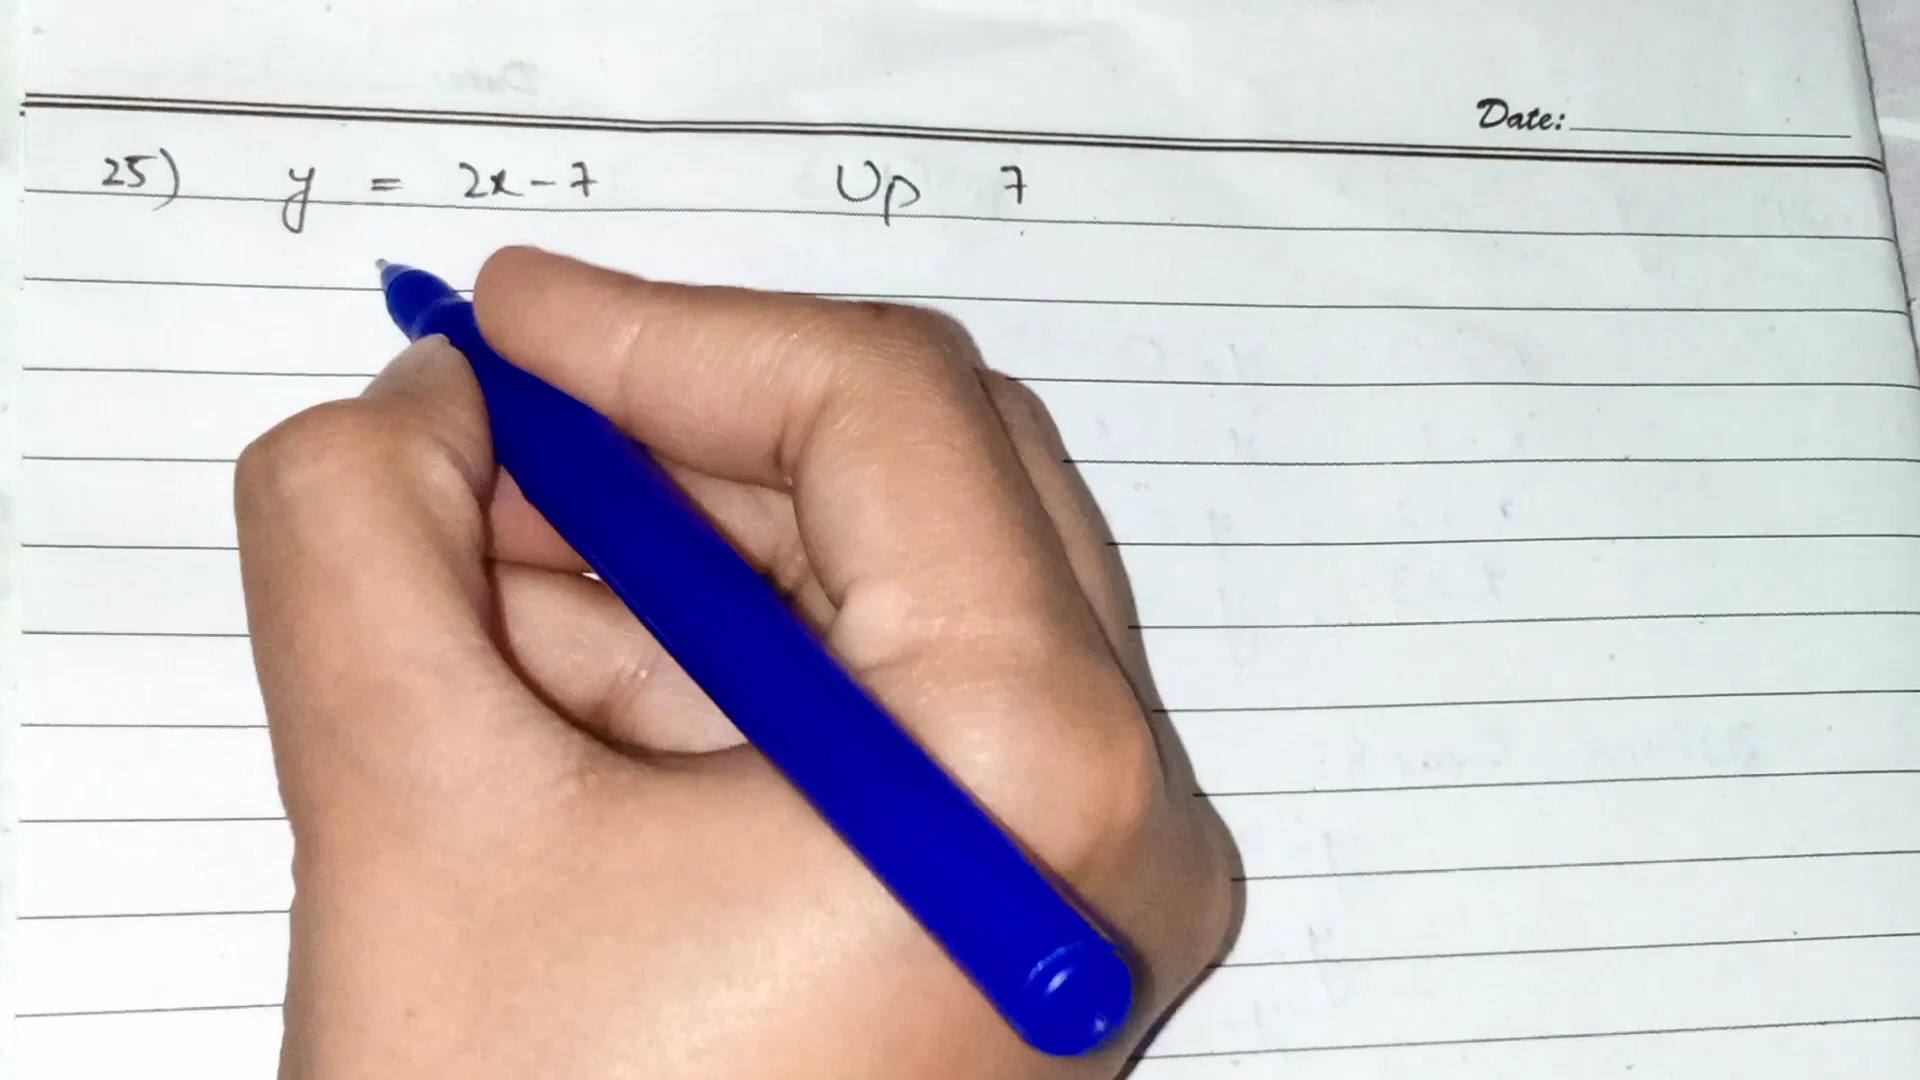 Date:
25) y = 2x-7 Up 7